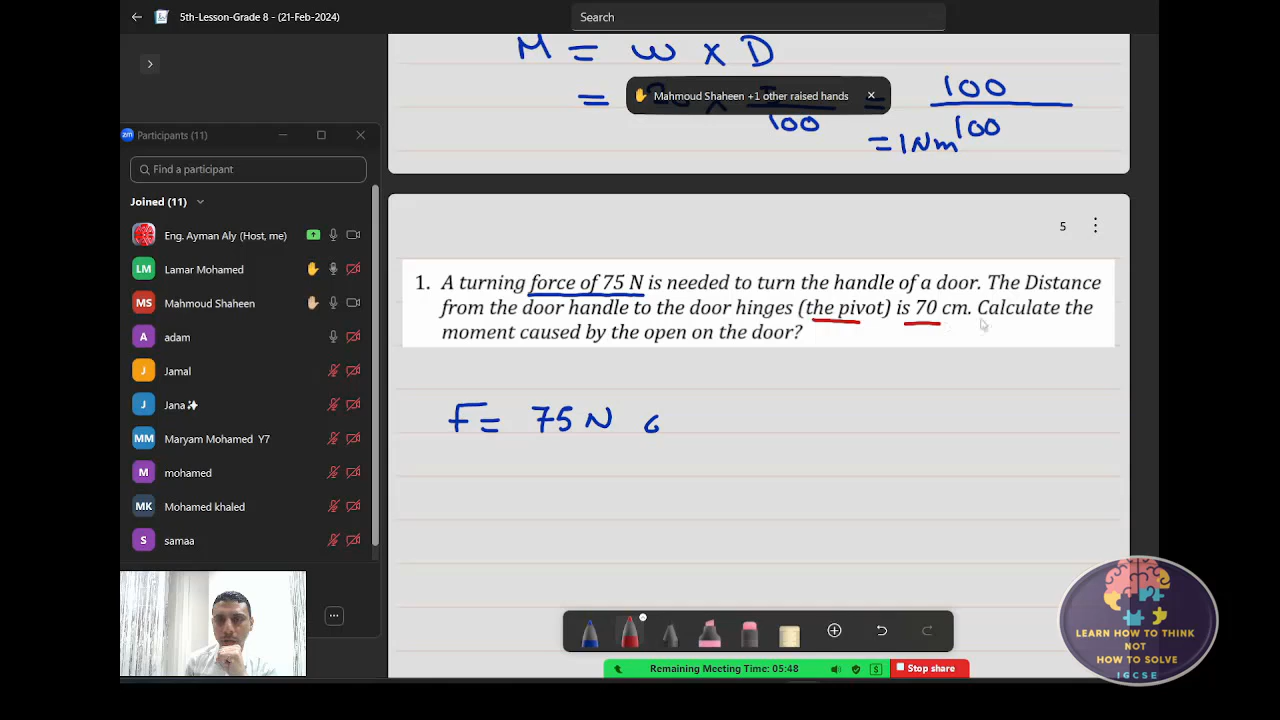 5th-Lesson-Grade 8 - (21-Feb-2024)
Search
M = W x D
Mahmoud Shaheen +1 other raised hands
=
100
=
100
100
= 1Nm
Participants (11)
Find a participant
Joined (11)
Eng. Ayman Aly (Host, me)
LM Lamar Mohamed
MS Mahmoud Shaheen
A adam
J Jamal
J Jana✨
MM Maryam Mohamed Y7
M mohamed
MK Mohamed khaled
S samaa
5
1. A turning force of 75 N is needed to turn the handle of a door. The Distance
from the door handle to the door hinges (the pivot) is 70 cm. Calculate the
moment caused by the open on the door?
F= 75 N
Remaining Meeting Time: 05:48
Stop share
LEARN HOW TO THINK
NOT
HOW TO SOLVE
IGCSE